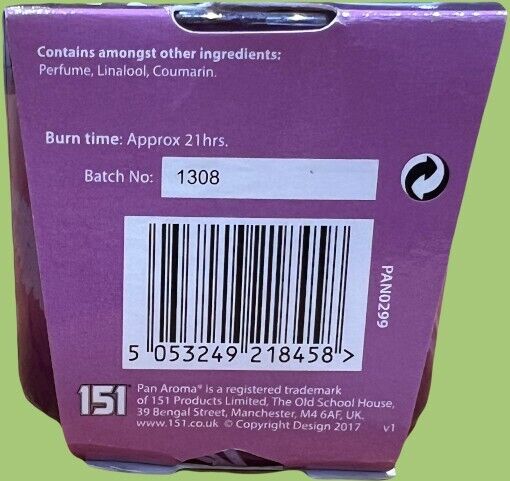 Contains amongst other ingredients:
Perfume, Linalool, Coumarin.
Burn time: Approx 21hrs.
Batch No: 1308
PAN0299
5 053249 218458 >
151
Pan Aroma® Is a registered trademark
of 151 Products Limited, The Old School House,
39 Bengal Street, Manchester, M4 6AF, UK.
www.151.co.uk © Copyright Design 2017 v1